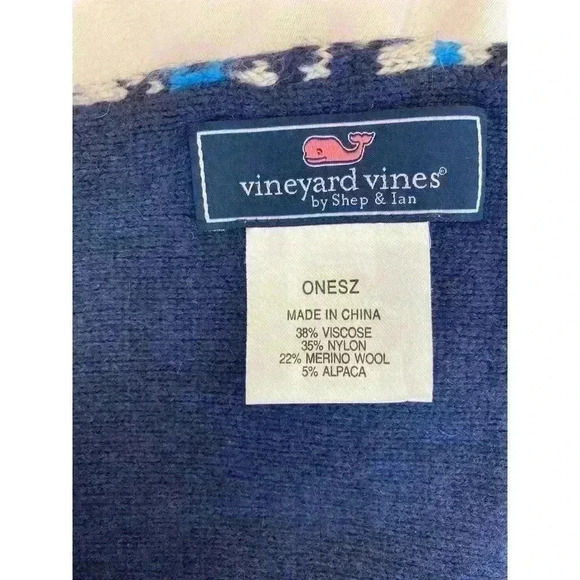 vineyard vines®
by Shep & Ian
ONESZ
MADE IN CHINA
38% VISCOSE
35% NYLON
22% MERINO WOOL
5% ALPACA